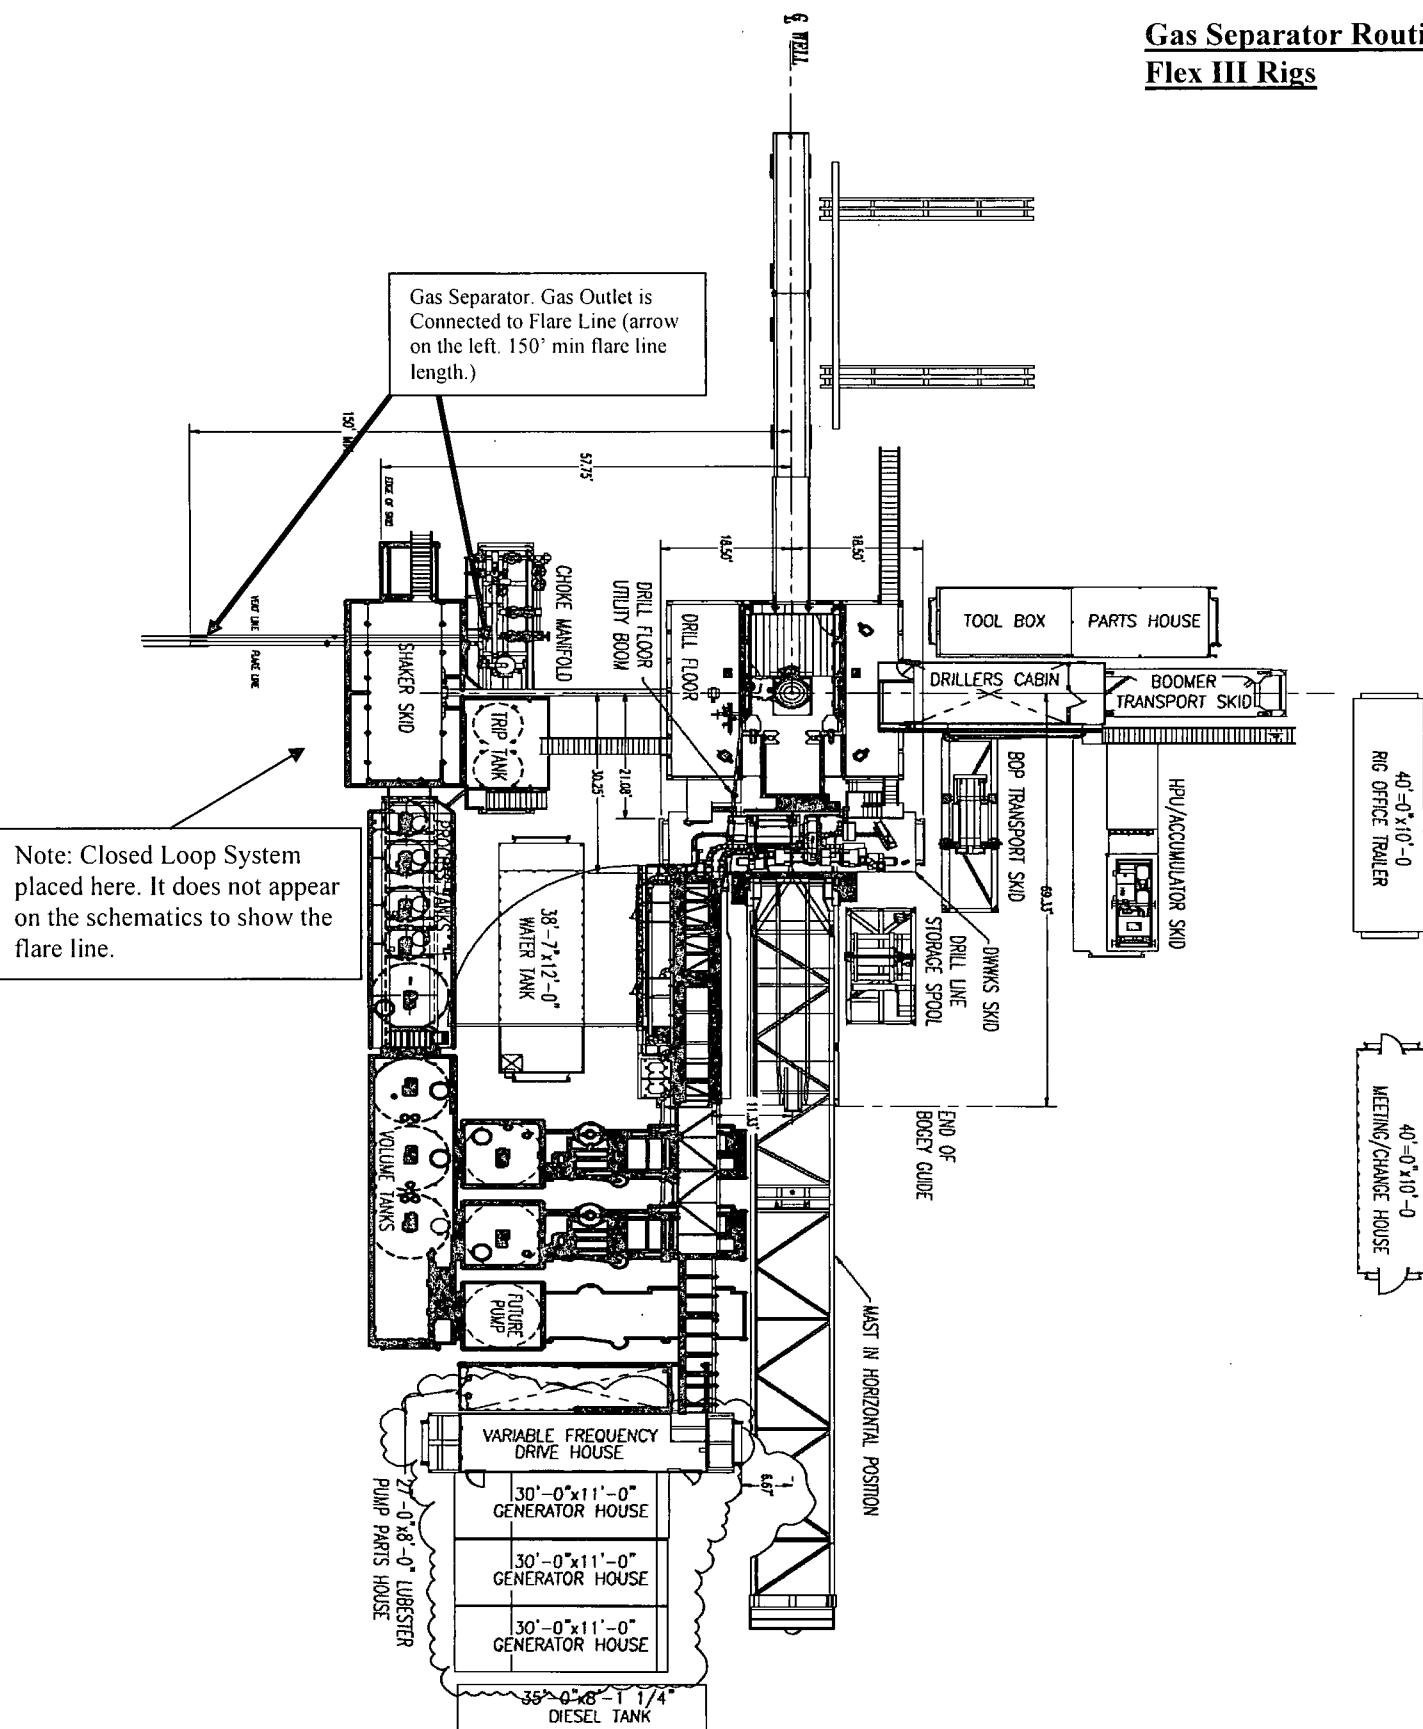 Gas Separator Routi
Flex III Rigs
℄ WELL
Gas Separator. Gas Outlet is
Connected to Flare Line (arrow
on the left. 150' min flare line
length.)
150'
57.75'
EDGE OF SKID
18.50'
18.50'
CHOKE MANIFOLD
DRILL FLOOR
UTILITY BOOM
DRILL FLOOR
TOOL BOX
PARTS HOUSE
VENT LINE
FLARE LINE
SHAKER SKID
DRILLERS CABIN
BOOMER
TRANSPORT SKID
TRIP
TANK
30.25'
21.08'
BOP TRANSPORT SKID
HPU/ACCUMULATOR SKID
40'-0"x10'-0
RIG OFFICE TRAILER
69.33'
Note: Closed Loop System
placed here. It does not appear
on the schematics to show the
flare line.
38'-7"x12'-0"
WATER TANK
DRILL LINE
STORAGE SPOOL
DWWKS SKID
11.33'
END OF
BOGEY GUIDE
40'=0"x10'-0
MEETING/CHANGE HOUSE
VOLUME TANKS
FUTURE
PUMP
MAST IN HORIZONTAL POSITION
VARIABLE FREQUENCY
DRIVE HOUSE
6.67'
30'-0"x11'-0"
GENERATOR HOUSE
30'-0"x11'-0"
GENERATOR HOUSE
30'-0"x11'-0"
GENERATOR HOUSE
27'-0"x8'-0" LUBESTER
PUMP PARTS HOUSE
35'-0"x8'-1 1/4"
DIESEL TANK